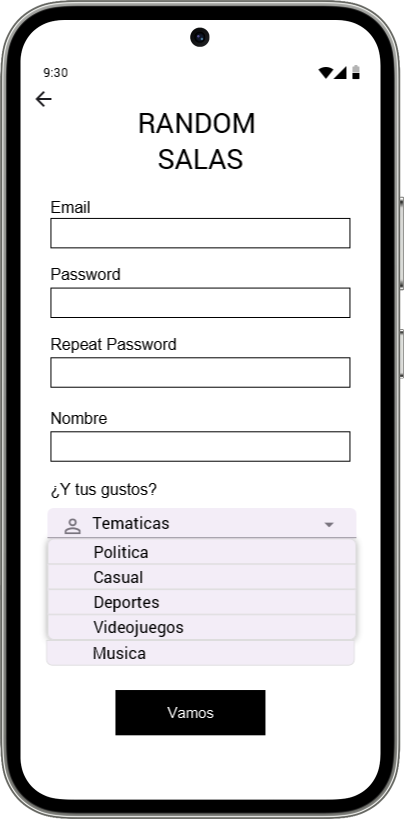 9:30
RANDOM
SALAS
Email
Password
Repeat Password
Nombre
¿Y tus gustos?
Tematicas
Politica
Casual
Deportes
Videojuegos
Musica
Vamos